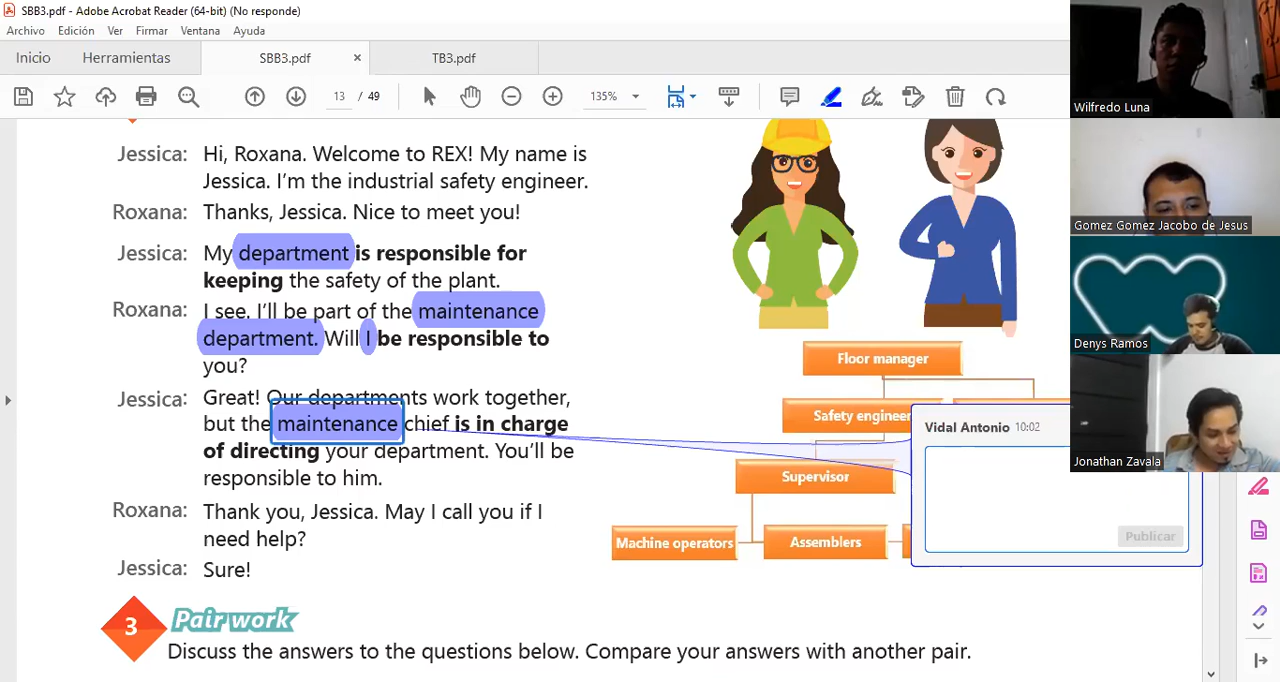 SBB3.pdf - Adobe Acrobat Reader (64-bit) (No responde)
Archivo Edición Ver Firmar Ventana Ayuda
Inicio Herramientas SBB3.pdf × TB3.pdf
13 / 49 135%
Jessica: Hi, Roxana. Welcome to REX! My name is
Jessica. I'm the industrial safety engineer.
Roxana: Thanks, Jessica. Nice to meet you!
Jessica: My department is responsible for
keeping the safety of the plant.
Roxana: I see. I'll be part of the maintenance
department. Will I be responsible to
you?
Jessica: Great! Our departments work together,
but the maintenance chief is in charge
of directing your department. You'll be
responsible to him.
Roxana: Thank you, Jessica. May I call you if I
need help?
Jessica: Sure!
Floor manager
Safety engineer
Supervisor
Machine operators Assemblers
Vidal Antonio 10:02
Publicar
3 Pair work
Discuss the answers to the questions below. Compare your answers with another pair.
Wilfredo Luna
Gomez Gomez Jacobo de Jesus
Denys Ramos
Jonathan Zavala